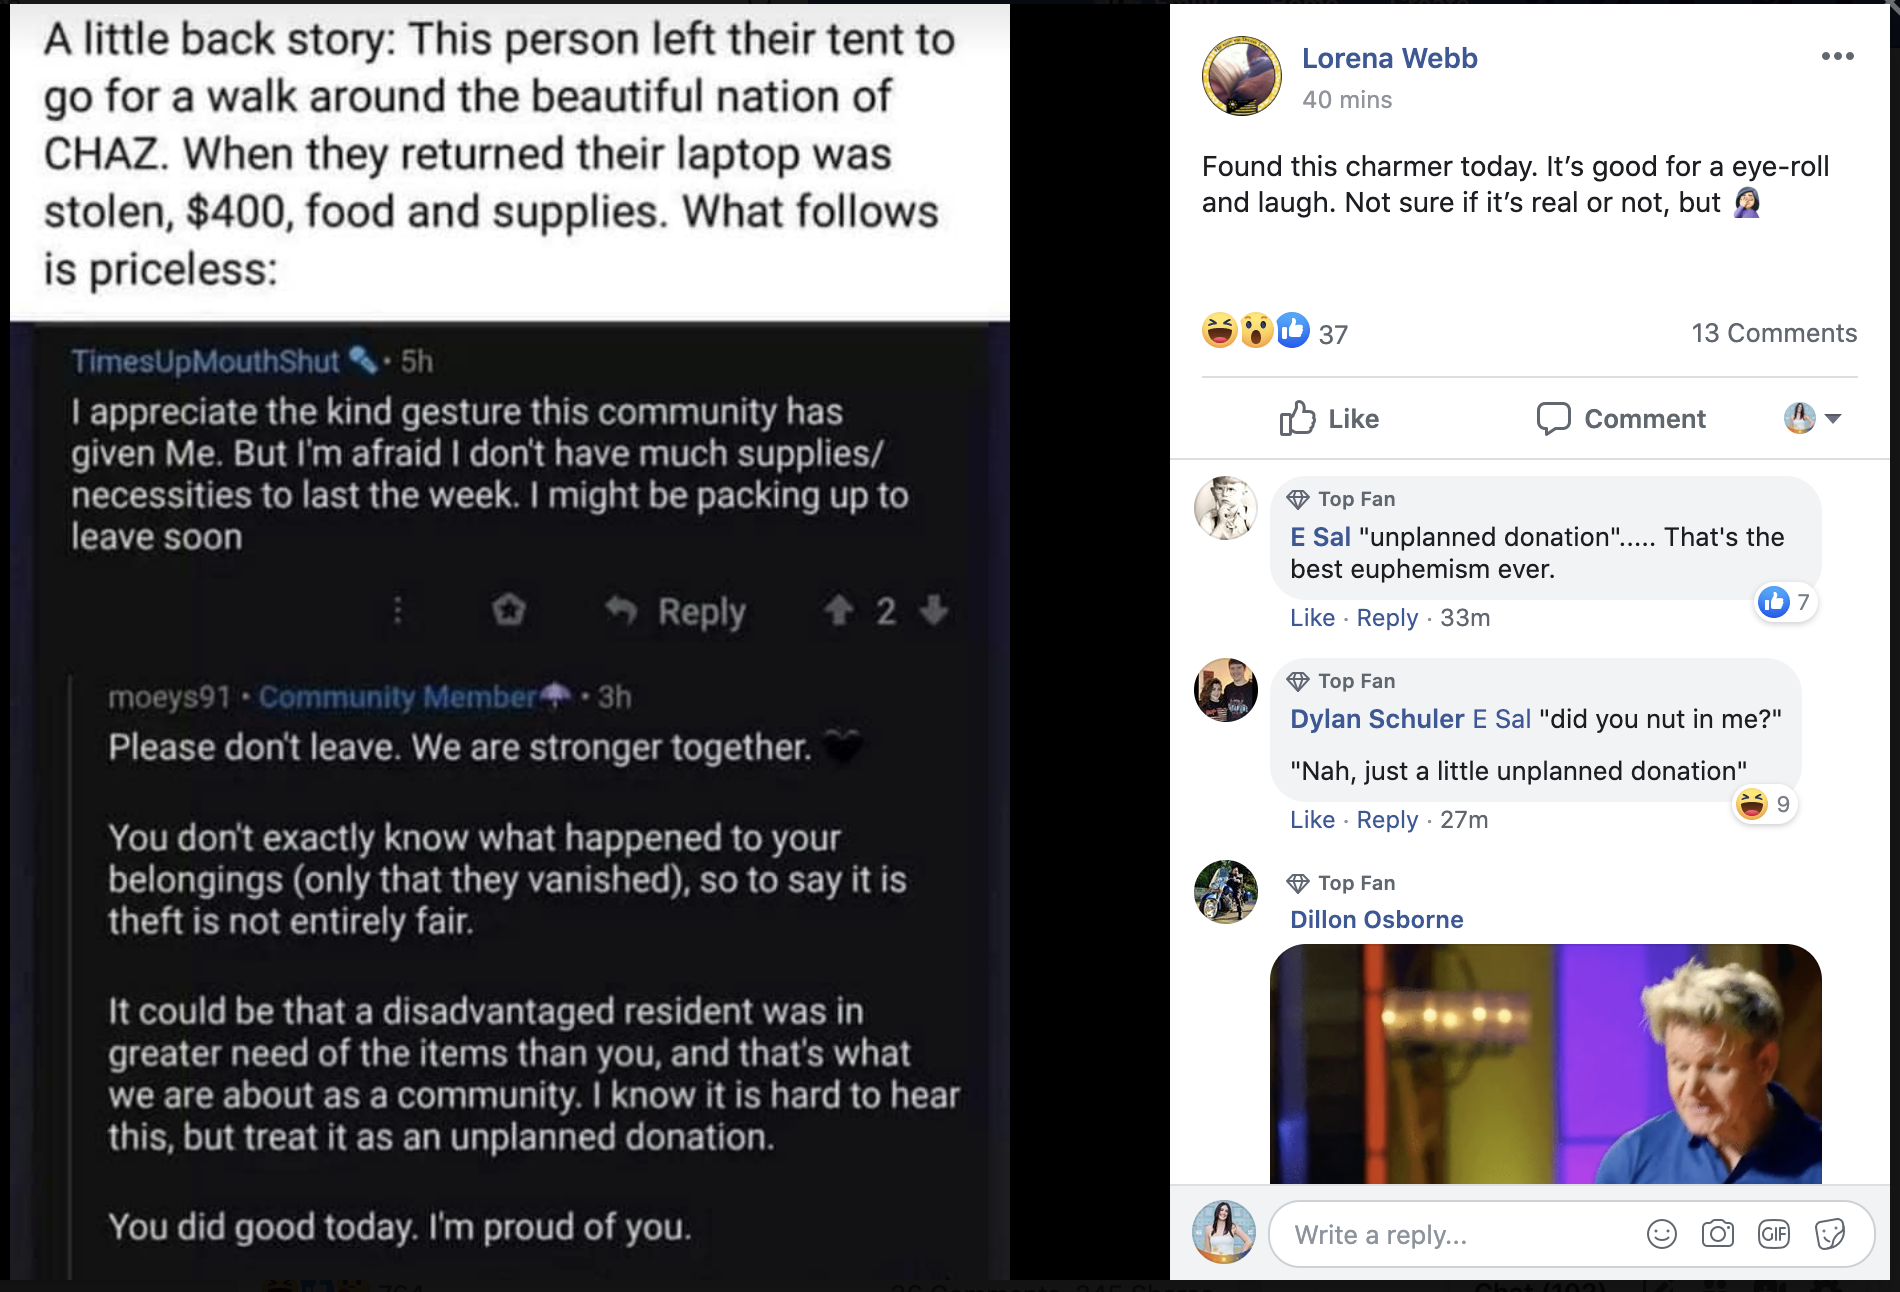 A little back story: This person left their tent to
go for a walk around the beautiful nation of
CHAZ. When they returned their laptop was
stolen, $400, food and supplies. What follows
is priceless:
TimesUpMouthShut • 5h
I appreciate the kind gesture this community has
given Me. But I'm afraid I don't have much supplies/
necessities to last the week. I might be packing up to
leave soon
Reply 2
moeys91 • Community Member • 3h
Please don't leave. We are stronger together. 🖤
You don't exactly know what happened to your
belongings (only that they vanished), so to say it is
theft is not entirely fair.
It could be that a disadvantaged resident was in
greater need of the items than you, and that's what
we are about as a community. I know it is hard to hear
this, but treat it as an unplanned donation.
You did good today. I'm proud of you.
Lorena Webb
40 mins
Found this charmer today. It's good for a eye-roll
and laugh. Not sure if it's real or not, but
37
13 Comments
Like
Comment
Top Fan
E Sal "unplanned donation"..... That's the
best euphemism ever.
7
Like · Reply · 33m
Top Fan
Dylan Schuler E Sal "did you nut in me?"
"Nah, just a little unplanned donation"
9
Like · Reply · 27m
Top Fan
Dillon Osborne
Write a reply...
GIF